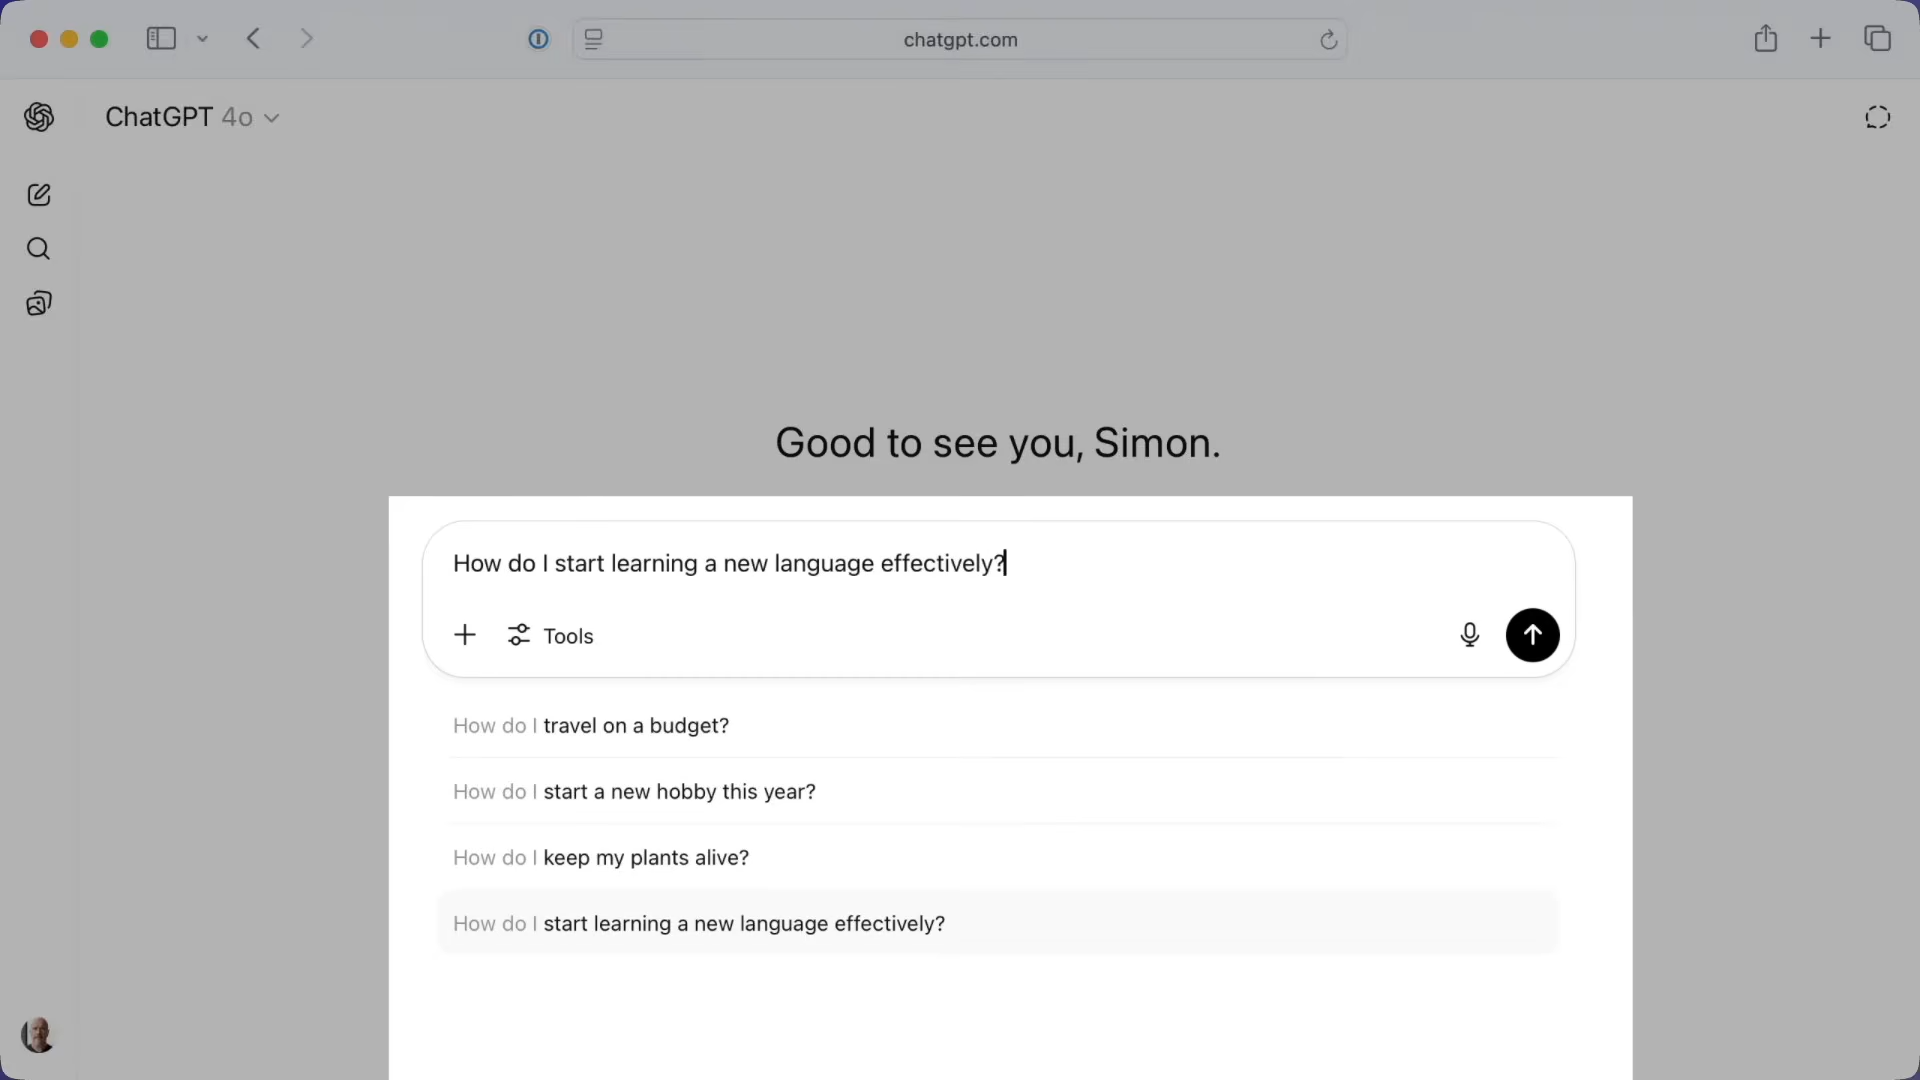 chatgpt.com
ChatGPT 4o
Good to see you, Simon.
How do I start learning a new language effectively?
Tools
How do I travel on a budget?
How do I start a new hobby this year?
How do I keep my plants alive?
How do I start learning a new language effectively?